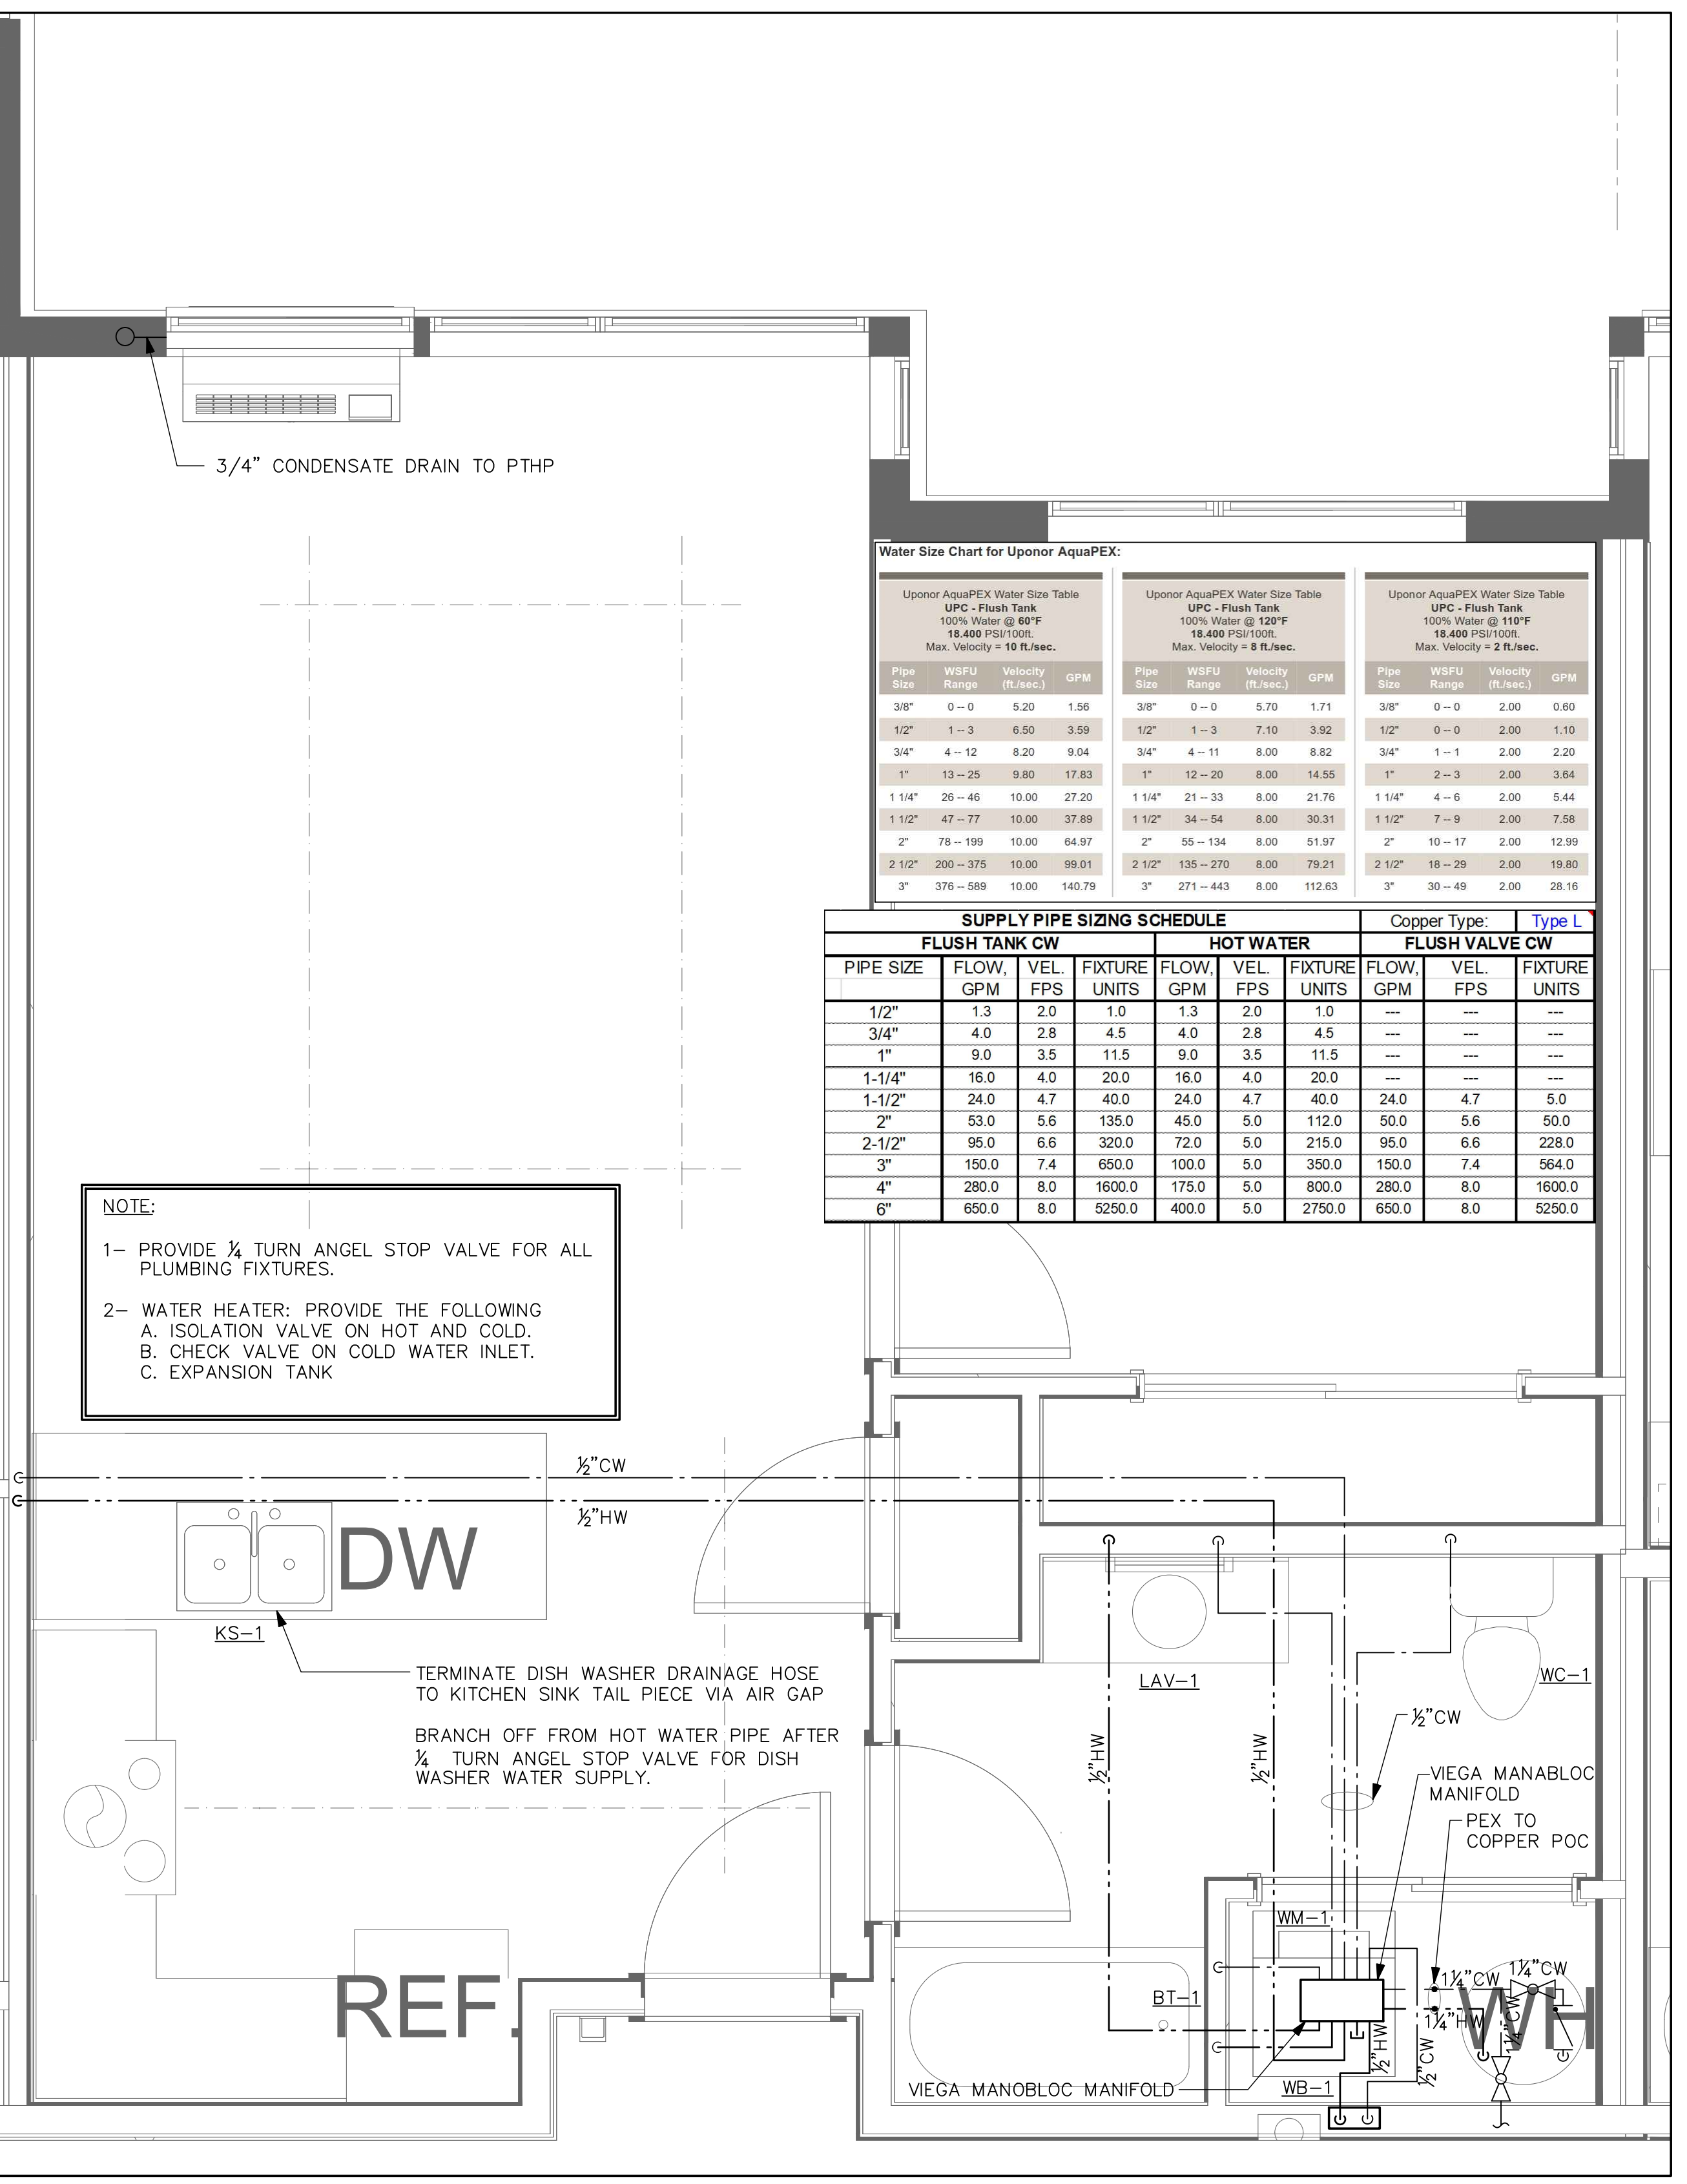 3/4” CONDENSATE DRAIN TO PTHP
Water Size Chart for Uponor AquaPEX:
Uponor AquaPEX Water Size Table
UPC - Flush Tank
100% Water @ 60°F
18.400 PSI/100ft.
Max. Velocity = 10 ft./sec.
Pipe Size WSFU Range Velocity (ft./sec.) GPM
3/8" 0 -- 0 5.20 1.56
1/2" 1 -- 3 6.50 3.59
3/4" 4 -- 12 8.20 9.04
1" 13 -- 25 9.80 17.83
1 1/4" 26 -- 46 10.00 27.20
1 1/2" 47 -- 77 10.00 37.89
2" 78 -- 199 10.00 64.97
2 1/2" 200 -- 375 10.00 99.01
3" 376 -- 589 10.00 140.79
Uponor AquaPEX Water Size Table
UPC - Flush Tank
100% Water @ 120°F
18.400 PSI/100ft.
Max. Velocity = 8 ft./sec.
Pipe Size WSFU Range Velocity (ft./sec.) GPM
3/8" 0 -- 0 5.70 1.71
1/2" 1 -- 3 7.10 3.92
3/4" 4 -- 11 8.00 8.82
1" 12 -- 20 8.00 14.55
1 1/4" 21 -- 33 8.00 21.76
1 1/2" 34 -- 54 8.00 30.31
2" 55 -- 134 8.00 51.97
2 1/2" 135 -- 270 8.00 79.21
3" 271 -- 443 8.00 112.63
Uponor AquaPEX Water Size Table
UPC - Flush Tank
100% Water @ 110°F
18.400 PSI/100ft.
Max. Velocity = 2 ft./sec.
Pipe Size WSFU Range Velocity (ft./sec.) GPM
3/8" 0 -- 0 2.00 0.60
1/2" 0 -- 0 2.00 1.10
3/4" 1 -- 1 2.00 2.20
1" 2 -- 3 2.00 3.64
1 1/4" 4 -- 6 2.00 5.44
1 1/2" 7 -- 9 2.00 7.58
2" 10 -- 17 2.00 12.99
2 1/2" 18 -- 29 2.00 19.80
3" 30 -- 49 2.00 28.16
SUPPLY PIPE SIZING SCHEDULE Copper Type: Type L
FLUSH TANK CW HOT WATER FLUSH VALVE CW
PIPE SIZE FLOW, VEL. FIXTURE FLOW, VEL. FIXTURE FLOW, VEL. FIXTURE
GPM FPS UNITS GPM FPS UNITS GPM FPS UNITS
1/2" 1.3 2.0 1.0 1.3 2.0 1.0 --- --- ---
3/4" 4.0 2.8 4.5 4.0 2.8 4.5 --- --- ---
1" 9.0 3.5 11.5 9.0 3.5 11.5 --- --- ---
1-1/4" 16.0 4.0 20.0 16.0 4.0 20.0 --- --- ---
1-1/2" 24.0 4.7 40.0 24.0 4.7 40.0 24.0 4.7 5.0
2" 53.0 5.6 135.0 45.0 5.0 112.0 50.0 5.6 50.0
2-1/2" 95.0 6.6 320.0 72.0 5.0 215.0 95.0 6.6 228.0
3" 150.0 7.4 650.0 100.0 5.0 350.0 150.0 7.4 564.0
4" 280.0 8.0 1600.0 175.0 5.0 800.0 280.0 8.0 1600.0
6" 650.0 8.0 5250.0 400.0 5.0 2750.0 650.0 8.0 5250.0
NOTE:
1– PROVIDE ¼ TURN ANGEL STOP VALVE FOR ALL
PLUMBING FIXTURES.
2– WATER HEATER: PROVIDE THE FOLLOWING
A. ISOLATION VALVE ON HOT AND COLD.
B. CHECK VALVE ON COLD WATER INLET.
C. EXPANSION TANK
½”CW
½”HW
DW
KS–1
TERMINATE DISH WASHER DRAINAGE HOSE
TO KITCHEN SINK TAIL PIECE VIA AIR GAP
BRANCH OFF FROM HOT WATER PIPE AFTER
¼ TURN ANGEL STOP VALVE FOR DISH
WASHER WATER SUPPLY.
REF.
LAV–1
WC–1
½”CW
½”HW
½”HW
VIEGA MANABLOC
MANIFOLD
PEX TO
COPPER POC
WM–1
BT–1
1¼”CW
1¼”CW
1¼”HW
1¼”CW
WH
½”HW
½”CW
VIEGA MANOBLOC MANIFOLD
WB–1